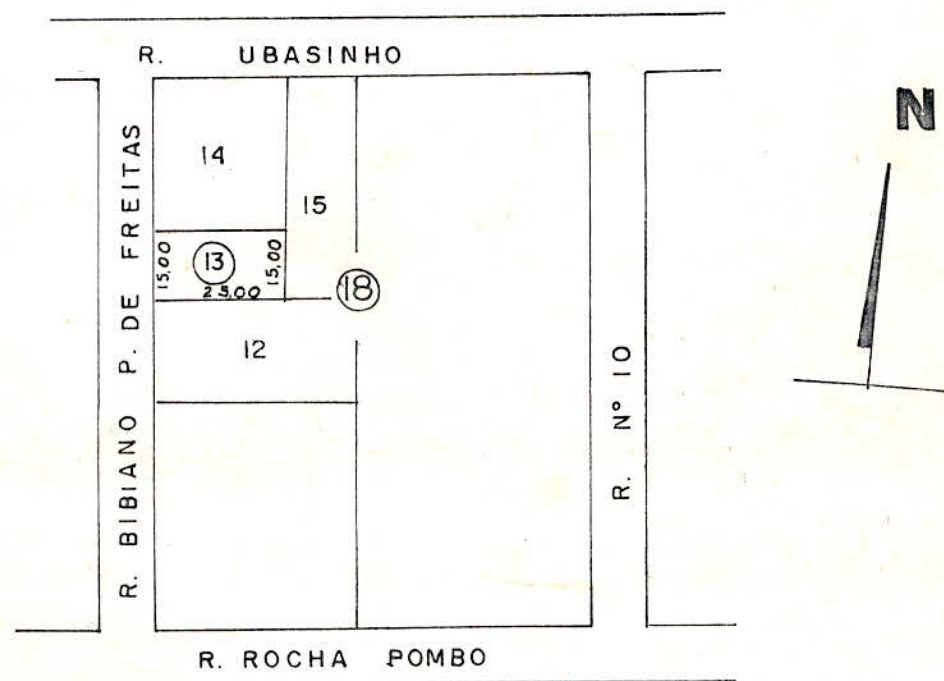 R. UBASINHO
N
14
15
R. BIBIANO P. DE FREITAS
15,00
13
15,00
25,00
18
12
R. Nº 10
R. ROCHA POMBO